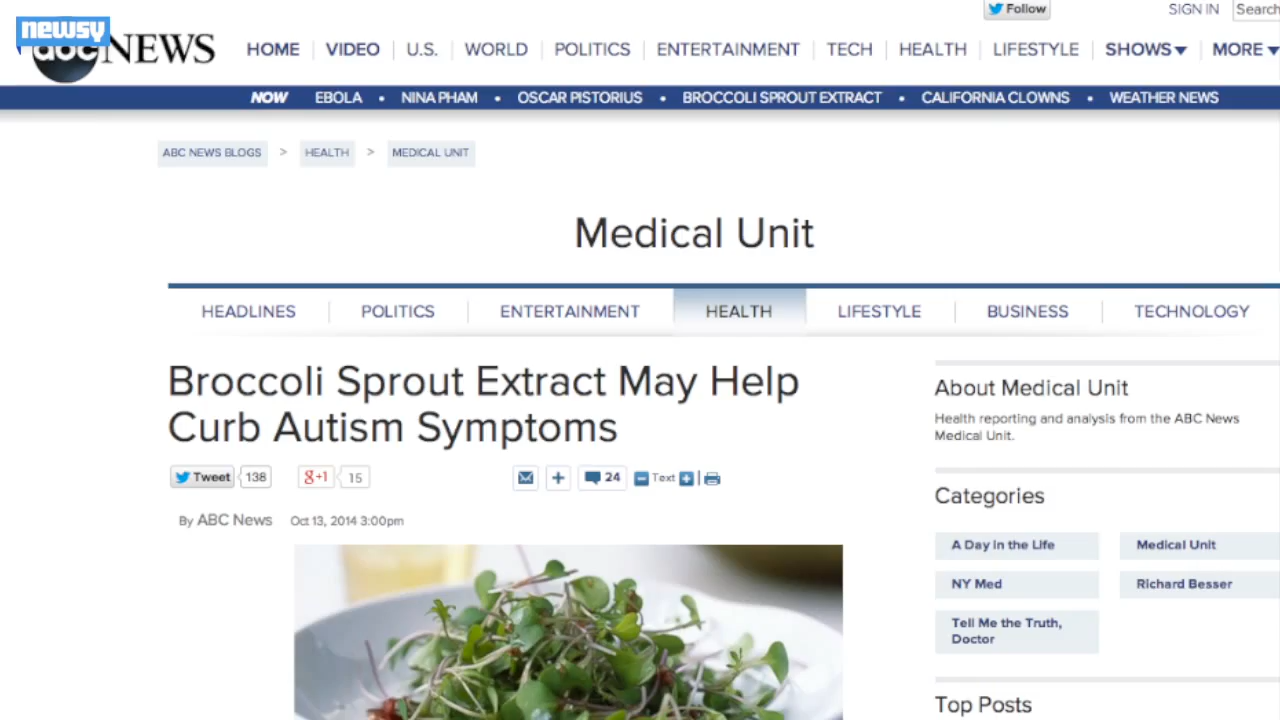 newsy
abc NEWS
Follow
SIGN IN
Search
HOME VIDEO U.S. WORLD POLITICS ENTERTAINMENT TECH HEALTH LIFESTYLE SHOWS MORE
NOW EBOLA • NINA PHAM • OSCAR PISTORIUS • BROCCOLI SPROUT EXTRACT • CALIFORNIA CLOWNS • WEATHER NEWS
ABC NEWS BLOGS > HEALTH > MEDICAL UNIT
Medical Unit
HEADLINES POLITICS ENTERTAINMENT HEALTH LIFESTYLE BUSINESS TECHNOLOGY
Broccoli Sprout Extract May Help
Curb Autism Symptoms
Tweet 138 g+1 15 + 24 Text
By ABC News Oct 13, 2014 3:00pm
About Medical Unit
Health reporting and analysis from the ABC News
Medical Unit.
Categories
A Day in the Life Medical Unit
NY Med Richard Besser
Tell Me the Truth,
Doctor
Top Posts